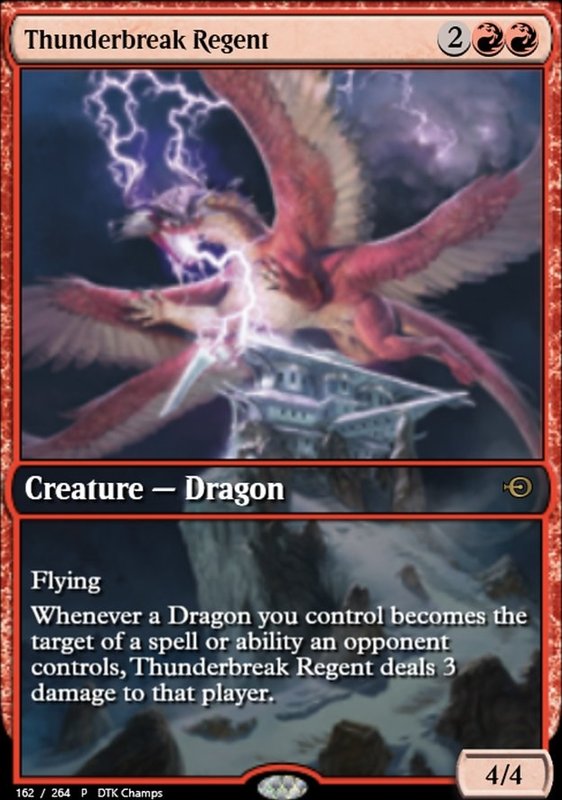 Thunderbreak Regent 2
Creature — Dragon
Flying
Whenever a Dragon you control becomes the
target of a spell or ability an opponent
controls, Thunderbreak Regent deals 3
damage to that player.
4/4
162 / 264 P DTK Champs